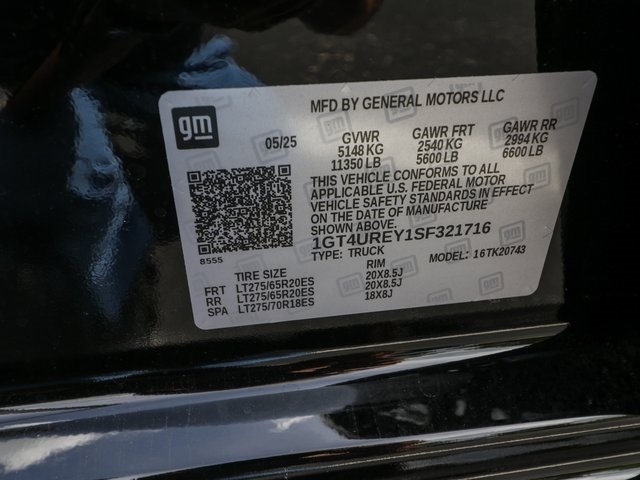 gm
MFD BY GENERAL MOTORS LLC
05/25 GVWR GAWR FRT GAWR RR
5148 KG 2540 KG 2994 KG
11350 LB 5600 LB 6600 LB
THIS VEHICLE CONFORMS TO ALL
APPLICABLE U.S. FEDERAL MOTOR
VEHICLE SAFETY STANDARDS IN EFFECT
ON THE DATE OF MANUFACTURE
SHOWN ABOVE.
1GT4UREY1SF321716
8555 TYPE: TRUCK MODEL: 16TK20743
TIRE SIZE RIM
FRT LT275/65R20ES 20X8.5J
RR LT275/65R20ES 20X8.5J
SPA LT275/70R18ES 18X8J